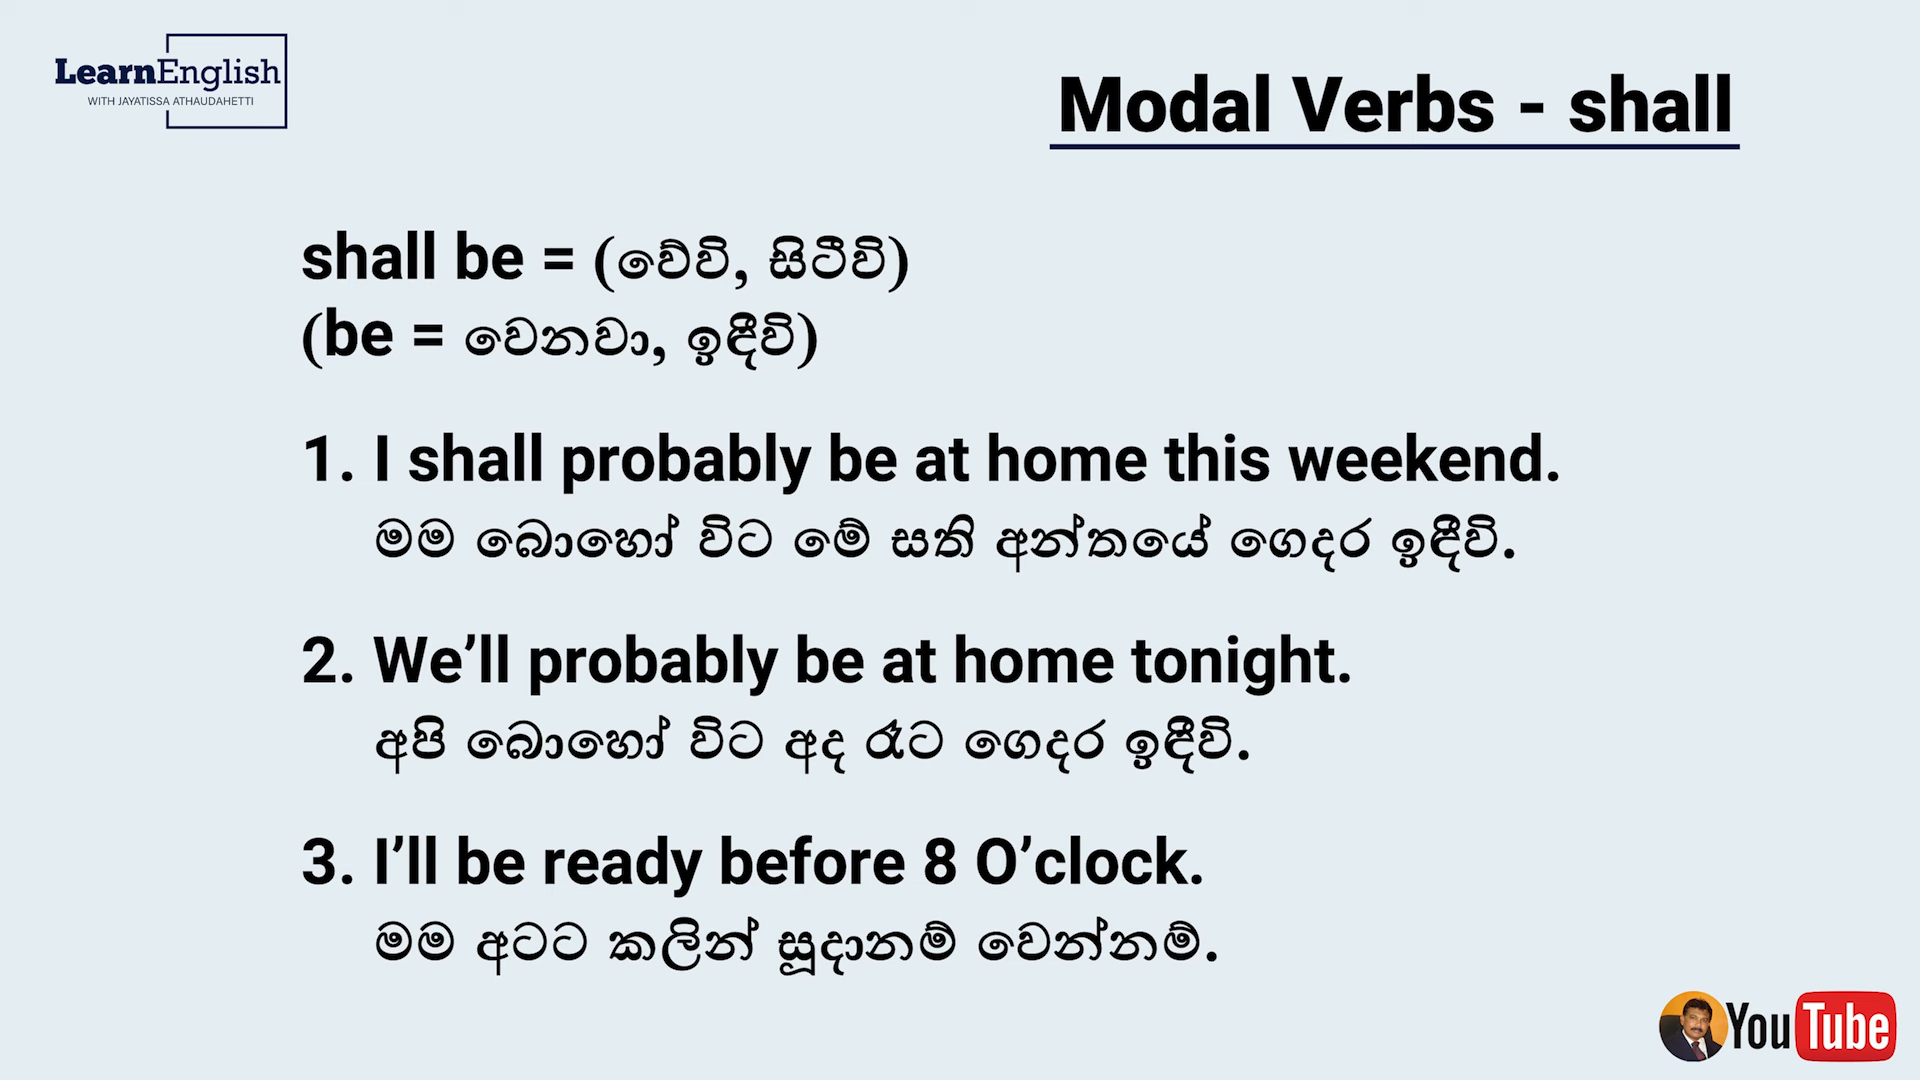 LearnEnglish
WITH JAYATISSA ATHAUDAHETTI
Modal Verbs - shall
shall be = (වේවි, සිටීවි)
(be = වෙනවා, ඉඳීවි)
1. I shall probably be at home this weekend.
මම බොහෝ විට මේ සති අන්තයේ ගෙදර ඉඳීවි.
2. We’ll probably be at home tonight.
අපි බොහෝ විට අද රෑට ගෙදර ඉඳීවි.
3. I’ll be ready before 8 O’clock.
මම අටට කලින් සූදානම් වෙන්නම්.
YouTube